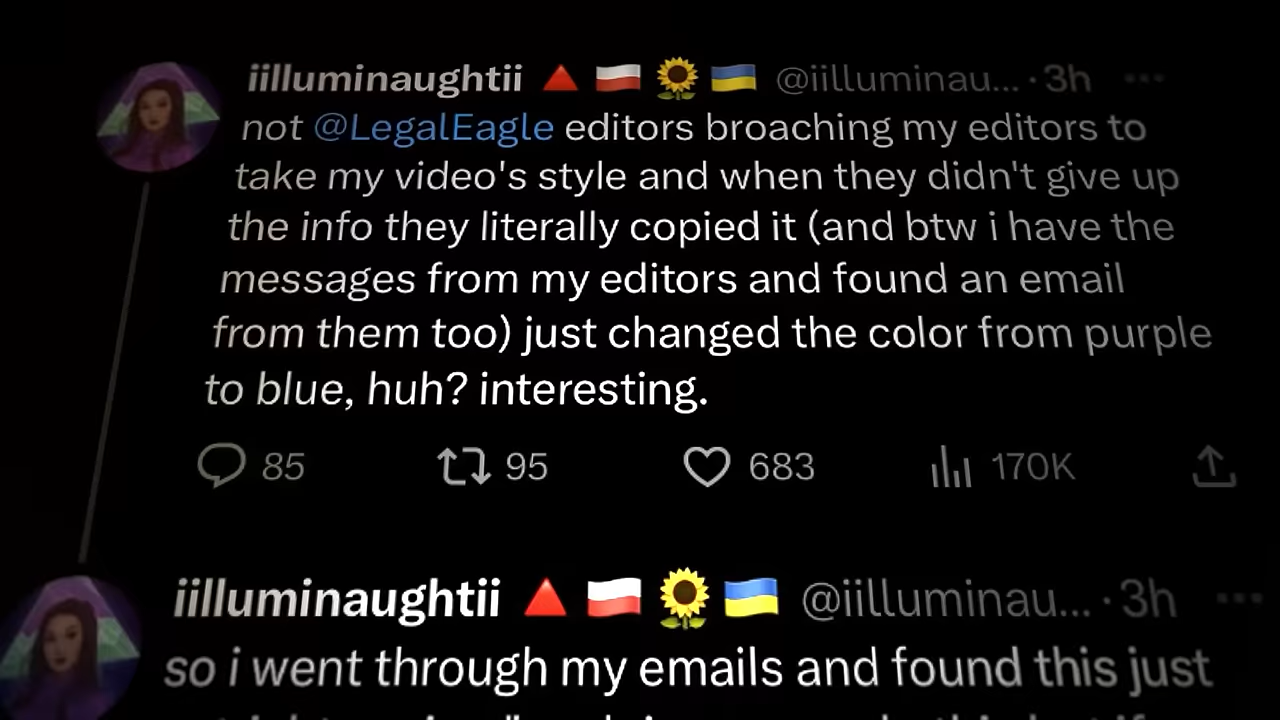 iilluminaughtii 🔺 🇵🇱 🌻 🇺🇦 @iilluminau... · 3h ...
not @LegalEagle editors broaching my editors to
take my video's style and when they didn't give up
the info they literally copied it (and btw i have the
messages from my editors and found an email
from them too) just changed the color from purple
to blue, huh? interesting.
85 95 683 170K
iilluminaughtii 🔺 🇵🇱 🌻 🇺🇦 @iilluminau... · 3h ...
so i went through my emails and found this just